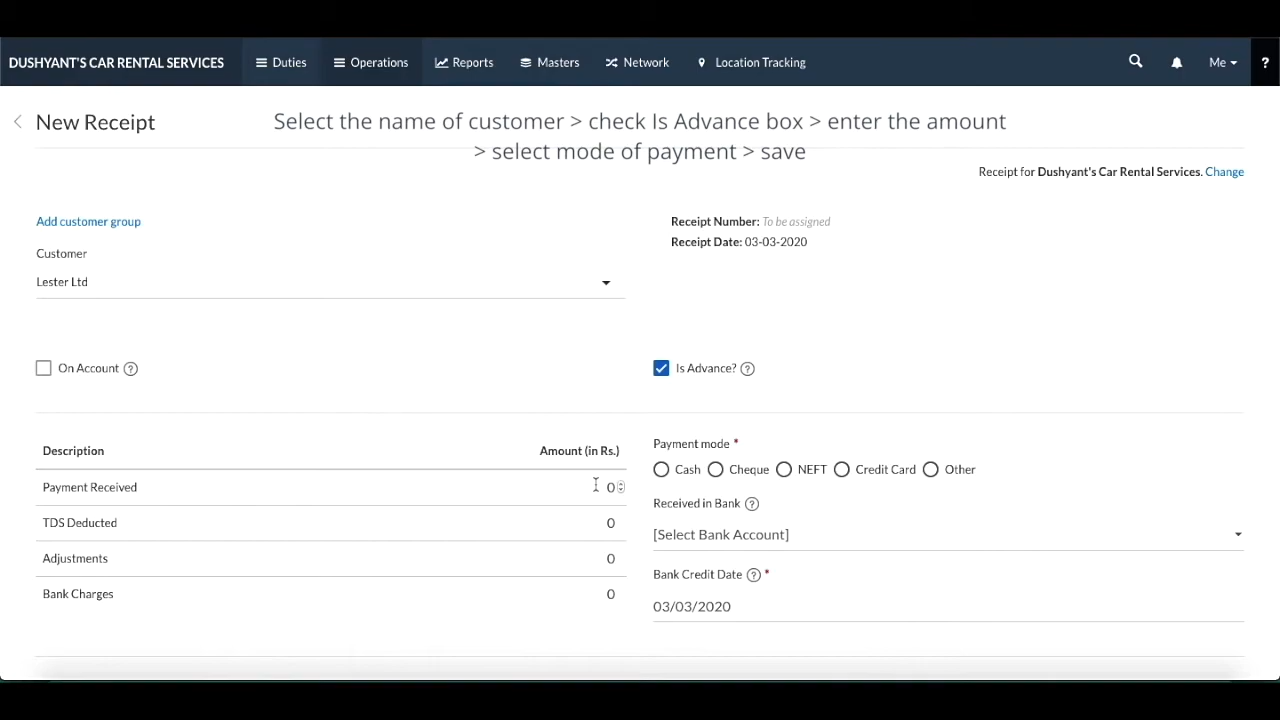 DUSHYANT'S CAR RENTAL SERVICES Duties Operations Reports Masters Network Location Tracking Me ?
New Receipt
Select the name of customer > check Is Advance box > enter the amount
> select mode of payment > save
Receipt for Dushyant's Car Rental Services. Change
Add customer group
Receipt Number: To be assigned
Receipt Date: 03-03-2020
Customer
Lester Ltd
On Account ?
Is Advance? ?
Description Amount (in Rs.)
Payment Received 0
TDS Deducted 0
Adjustments 0
Bank Charges 0
Payment mode *
Cash Cheque NEFT Credit Card Other
Received in Bank ?
[Select Bank Account]
Bank Credit Date ? *
03/03/2020